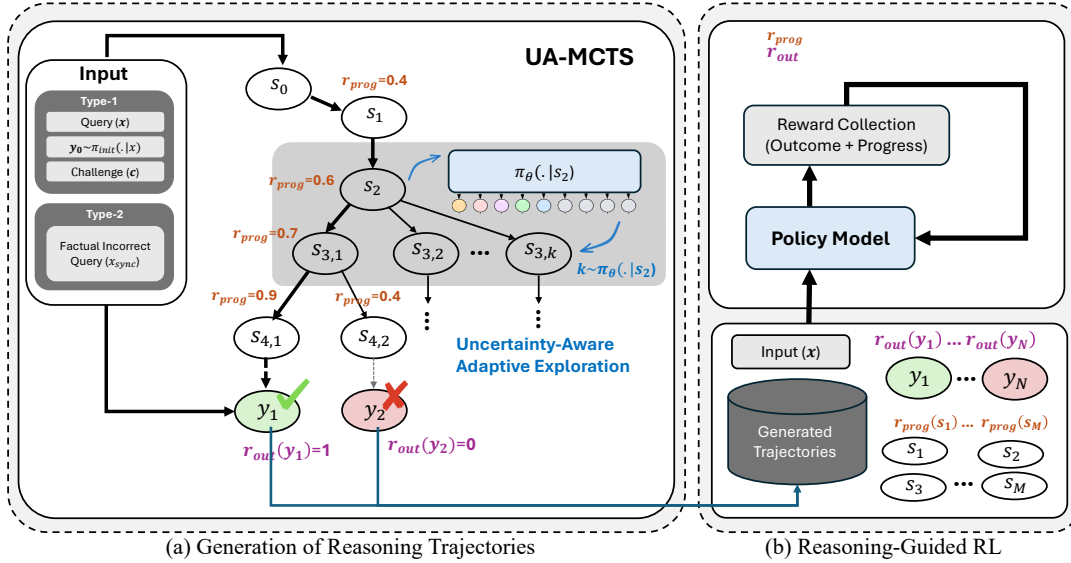 UA-MCTS
Input
Type-1
Query (x)
y₀~π_init(.|x)
Challenge (c)
Type-2
Factual Incorrect
Query (x_sync)
s₀
r_prog=0.4
s₁
r_prog=0.6
s₂
π_θ(.|s₂)
r_prog=0.7
s₃,₁
s₃,₂
...
s₃,k
k~π_θ(.|s₂)
r_prog=0.9
r_prog=0.4
s₄,₁
s₄,₂
Uncertainty-Aware
Adaptive Exploration
y₁
y₂
r_out(y₁)=1
r_out(y₂)=0
(a) Generation of Reasoning Trajectories
r_prog
r_out
Reward Collection
(Outcome + Progress)
Policy Model
Input (x)
r_out(y₁) ... r_out(y_N)
y₁ ... y_N
Generated
Trajectories
r_prog(s₁) ... r_prog(s_M)
s₁ s₂
s₃ ... s_M
(b) Reasoning-Guided RL